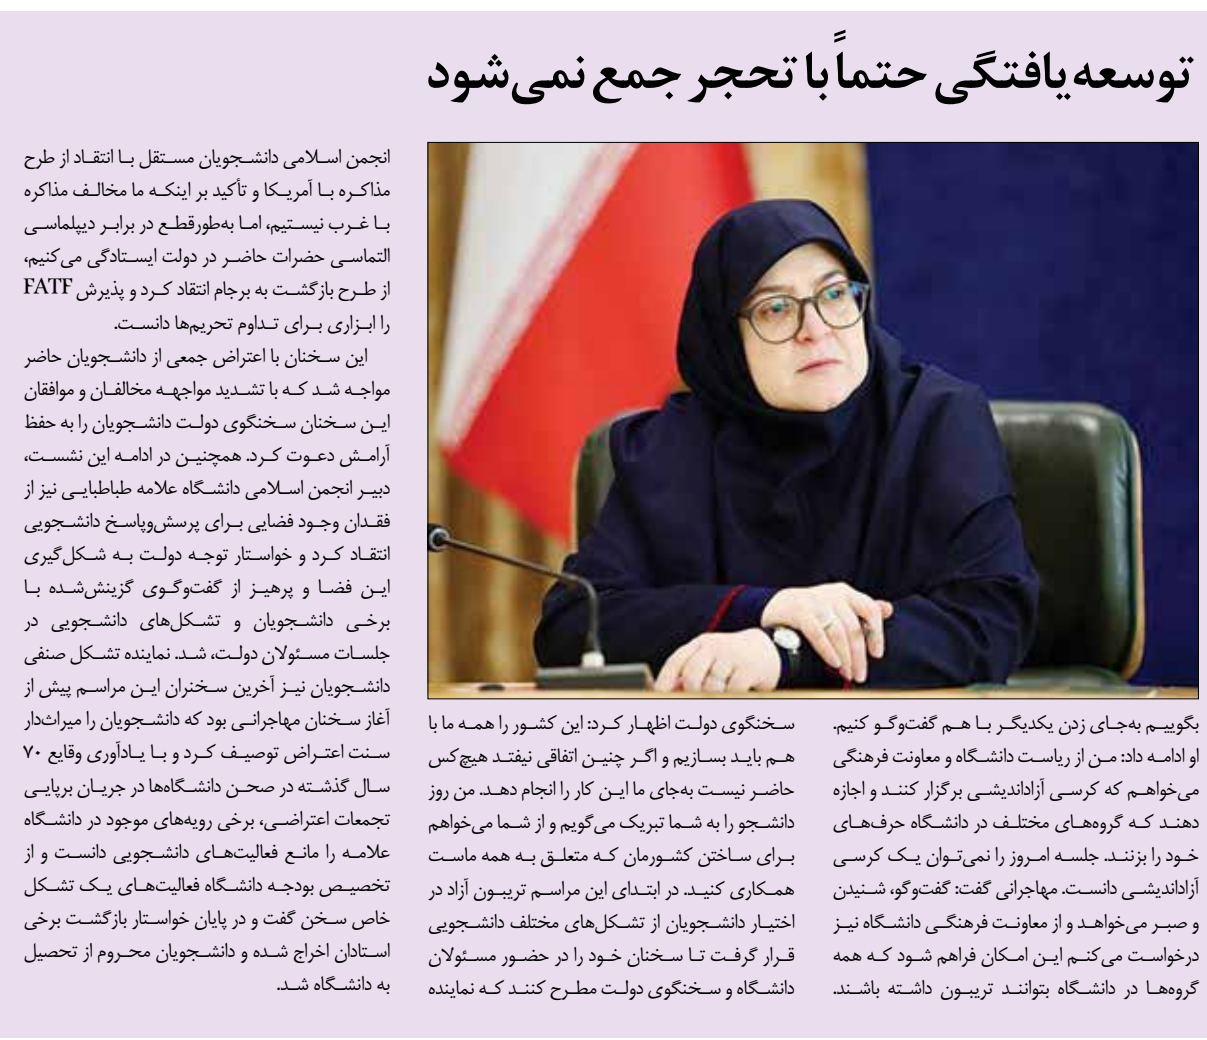 توسعه‌یافتگی حتماً با تحجر جمع نمی‌شود
بگوییم به‌جای زدن یکدیگر با هم گفت‌وگو کنیم.
او ادامه داد: من از ریاست دانشگاه و معاونت فرهنگی
می‌خواهم که کرسی آزاداندیشی برگزار کنند و اجازه
دهند که گروه‌های مختلف در دانشگاه حرف‌های
خود را بزنند. جلسه امروز را نمی‌توان یک کرسی
آزاداندیشی دانست. مهاجرانی گفت: گفت‌وگو، شنیدن
و صبر می‌خواهد و از معاونت فرهنگی دانشگاه نیز
درخواست می‌کنم این امکان فراهم شود که همه
گروه‌ها در دانشگاه بتوانند تریبون داشته باشند.
سخنگوی دولت اظهار کرد: این کشور را همه ما با
هم باید بسازیم و اگر چنین اتفاقی نیفتد هیچ‌کس
حاضر نیست به‌جای ما این کار را انجام دهد. من روز
دانشجو را به شما تبریک می‌گویم و از شما می‌خواهم
برای ساختن کشورمان که متعلق به همه ماست
همکاری کنید. در ابتدای این مراسم تریبون آزاد در
اختیار دانشجویان از تشکل‌های مختلف دانشجویی
قرار گرفت تا سخنان خود را در حضور مسئولان
دانشگاه و سخنگوی دولت مطرح کنند که نماینده
انجمن اسلامی دانشجویان مستقل با انتقاد از طرح
مذاکره با آمریکا و تأکید بر اینکه ما مخالف مذاکره
با غرب نیستیم، اما به‌طورقطع در برابر دیپلماسی
التماسی حضرات حاضر در دولت ایستادگی می‌کنیم،
از طرح بازگشت به برجام انتقاد کرد و پذیرش FATF
را ابزاری برای تداوم تحریم‌ها دانست.
این سخنان با اعتراض جمعی از دانشجویان حاضر
مواجه شد که با تشدید مواجهه مخالفان و موافقان
این سخنان سخنگوی دولت دانشجویان را به حفظ
آرامش دعوت کرد. همچنین در ادامه این نشست،
دبیر انجمن اسلامی دانشگاه علامه طباطبایی نیز از
فقدان وجود فضایی برای پرسش‌وپاسخ دانشجویی
انتقاد کرد و خواستار توجه دولت به شکل‌گیری
این فضا و پرهیز از گفت‌وگوی گزینش‌شده با
برخی دانشجویان و تشکل‌های دانشجویی در
جلسات مسئولان دولت، شد. نماینده تشکل صنفی
دانشجویان نیز آخرین سخنران این مراسم پیش از
آغاز سخنان مهاجرانی بود که دانشجویان را میراث‌دار
سنت اعتراض توصیف کرد و با یادآوری وقایع ۷۰
سال گذشته در صحن دانشگاه‌ها در جریان برپایی
تجمعات اعتراضی، برخی رویه‌های موجود در دانشگاه
علامه را مانع فعالیت‌های دانشجویی دانست و از
تخصیص بودجه دانشگاه فعالیت‌های یک تشکل
خاص سخن گفت و در پایان خواستار بازگشت برخی
استادان اخراج شده و دانشجویان محروم از تحصیل
به دانشگاه شد.